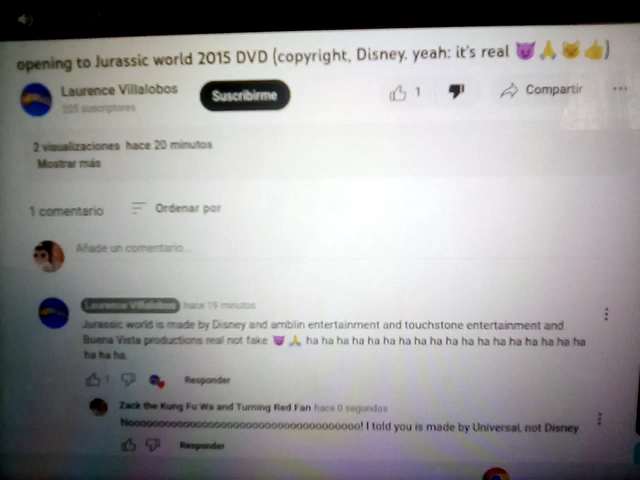 opening to Jurassic world 2015 DVD (copyright, Disney. yeah: it's real 😈🙏😼👍)
Laurence Villalobos
Suscribirme
1
Compartir
225 suscriptores
2 visualizaciones hace 20 minutos
Mostrar más
1 comentario
Ordenar por
Añade un comentario...
Laurence Villalobos hace 19 minutos
Jurassic world is made by Disney and amblin entertainment and touchstone entertainment and
Buena Vista productions real not fake 😈 🙏 ha ha ha ha ha ha ha ha ha ha ha ha ha ha ha ha ha ha
ha ha ha.
1
Responder
Zack the Kung Fu Wa and Turning Red Fan hace 0 segundos
Nooooooooooooooooooooooooooooooooooooo! I told you is made by Universal, not Disney
Responder